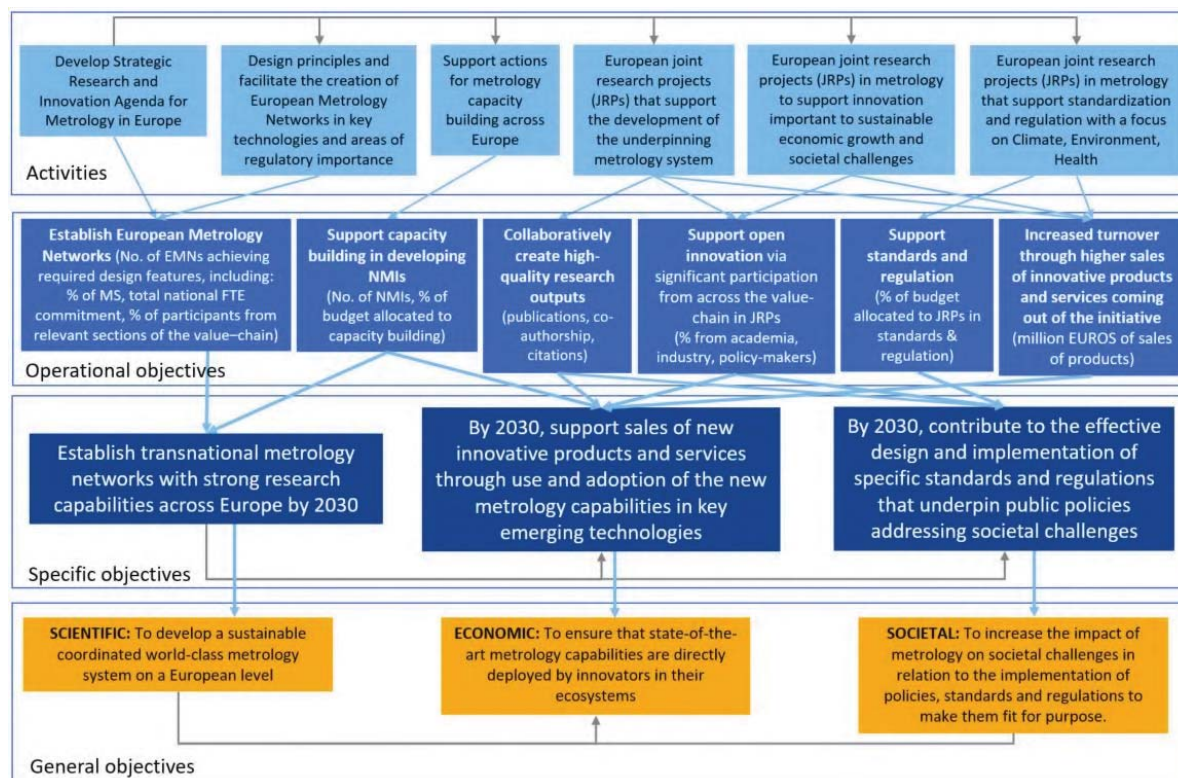 Develop Strategic
Research and
Innovation Agenda for
Metrology in Europe
Design principles and
facilitate the creation of
European Metrology
Networks in key
technologies and areas of
regulatory importance
Support actions
for metrology
capacity
building across
Europe
European joint
research projects
(JRPs) that support
the development of
the underpinning
metrology system
European joint research
projects (JRPs) in metrology
to support innovation
important to sustainable
economic growth and
societal challenges
European joint research
projects (JRPs) in metrology
that support standardization
and regulation with a focus
on Climate, Environment,
Health
Activities
Establish European Metrology
Networks (No. of EMNs achieving
required design features, including:
% of MS, total national FTE
commitment, % of participants from
relevant sections of the value–chain)
Support capacity
building in developing
NMIs
(No. of NMIs, % of
budget allocated to
capacity building)
Collaboratively
create high-
quality research
outputs
(publications, co-
authorship,
citations)
Support open
innovation via
significant participation
from across the value-
chain in JRPs
(% from academia,
industry, policy-makers)
Support
standards and
regulation
(% of budget
allocated to JRPs in
standards &
regulation)
Increased turnover
through higher sales
of innovative products
and services coming
out of the initiative
(million EUROS of sales
of products)
Operational objectives
Establish transnational metrology
networks with strong research
capabilities across Europe by 2030
By 2030, support sales of new
innovative products and services
through use and adoption of the new
metrology capabilities in key
emerging technologies
By 2030, contribute to the effective
design and implementation of
specific standards and regulations
that underpin public policies
addressing societal challenges
Specific objectives
SCIENTIFIC: To develop a sustainable
coordinated world-class metrology
system on a European level
ECONOMIC: To ensure that state-of-the-
art metrology capabilities are directly
deployed by innovators in their
ecosystems
SOCIETAL: To increase the impact of
metrology on societal challenges in
relation to the implementation of
policies, standards and regulations to
make them fit for purpose.
General objectives